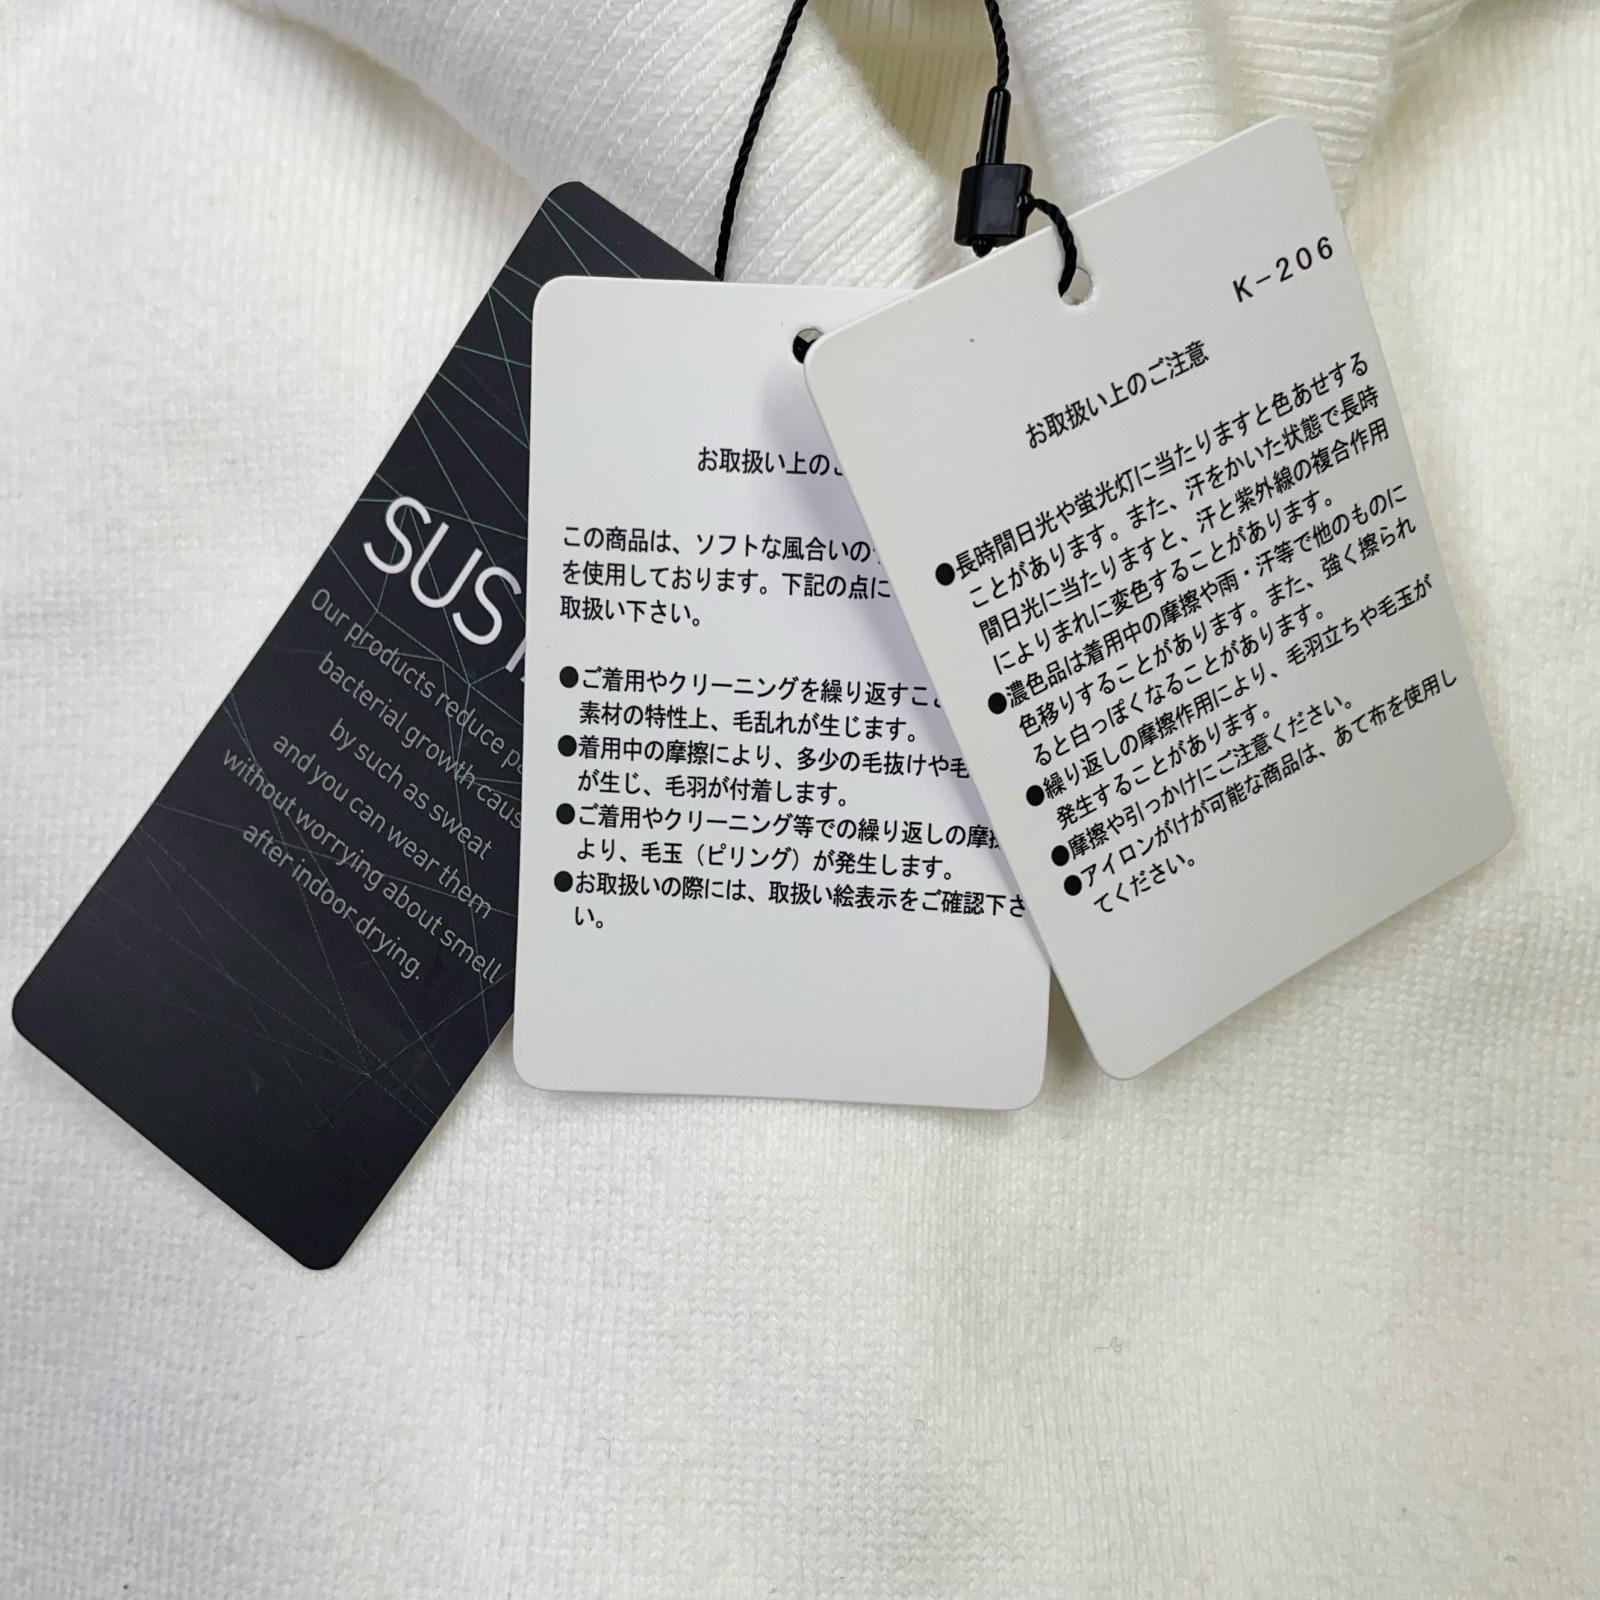 SUS
Our products reduce
bacterial growth
by such as sweat
and you can wear them
without worrying about smell
after indoor drying.
お取扱い上の
この商品は、ソフトな風合いの
を使用しております。下記の点に
取扱い下さい。
●ご着用やクリーニングを繰り返すこ
素材の特性上、毛乱れが生じます。
●着用中の摩擦により、多少の毛抜けや毛
が生じ、毛羽が付着します。
●ご着用やクリーニング等での繰り返しの摩
より、毛玉（ピリング）が発生します。
●お取扱いの際には、取扱い絵表示をご確認下さ
い。
K-206
お取扱い上のご注意
●長時間日光や蛍光灯に当たりますと色あせする
ことがあります。また、汗をかいた状態で長時
間日光に当たりますと、汗と紫外線の複合作用
によりまれに変色することがあります。
●濃色品は着用中の摩擦や雨・汗等で他のものに
色移りすることがあります。また、強く擦られ
ると白っぽくなることがあります。
●繰り返しの摩擦作用により、毛羽立ちや毛玉が
発生することがあります。
●摩擦や引っかけにご注意ください。
●アイロンがけが可能な商品は、あて布を使用し
てください。